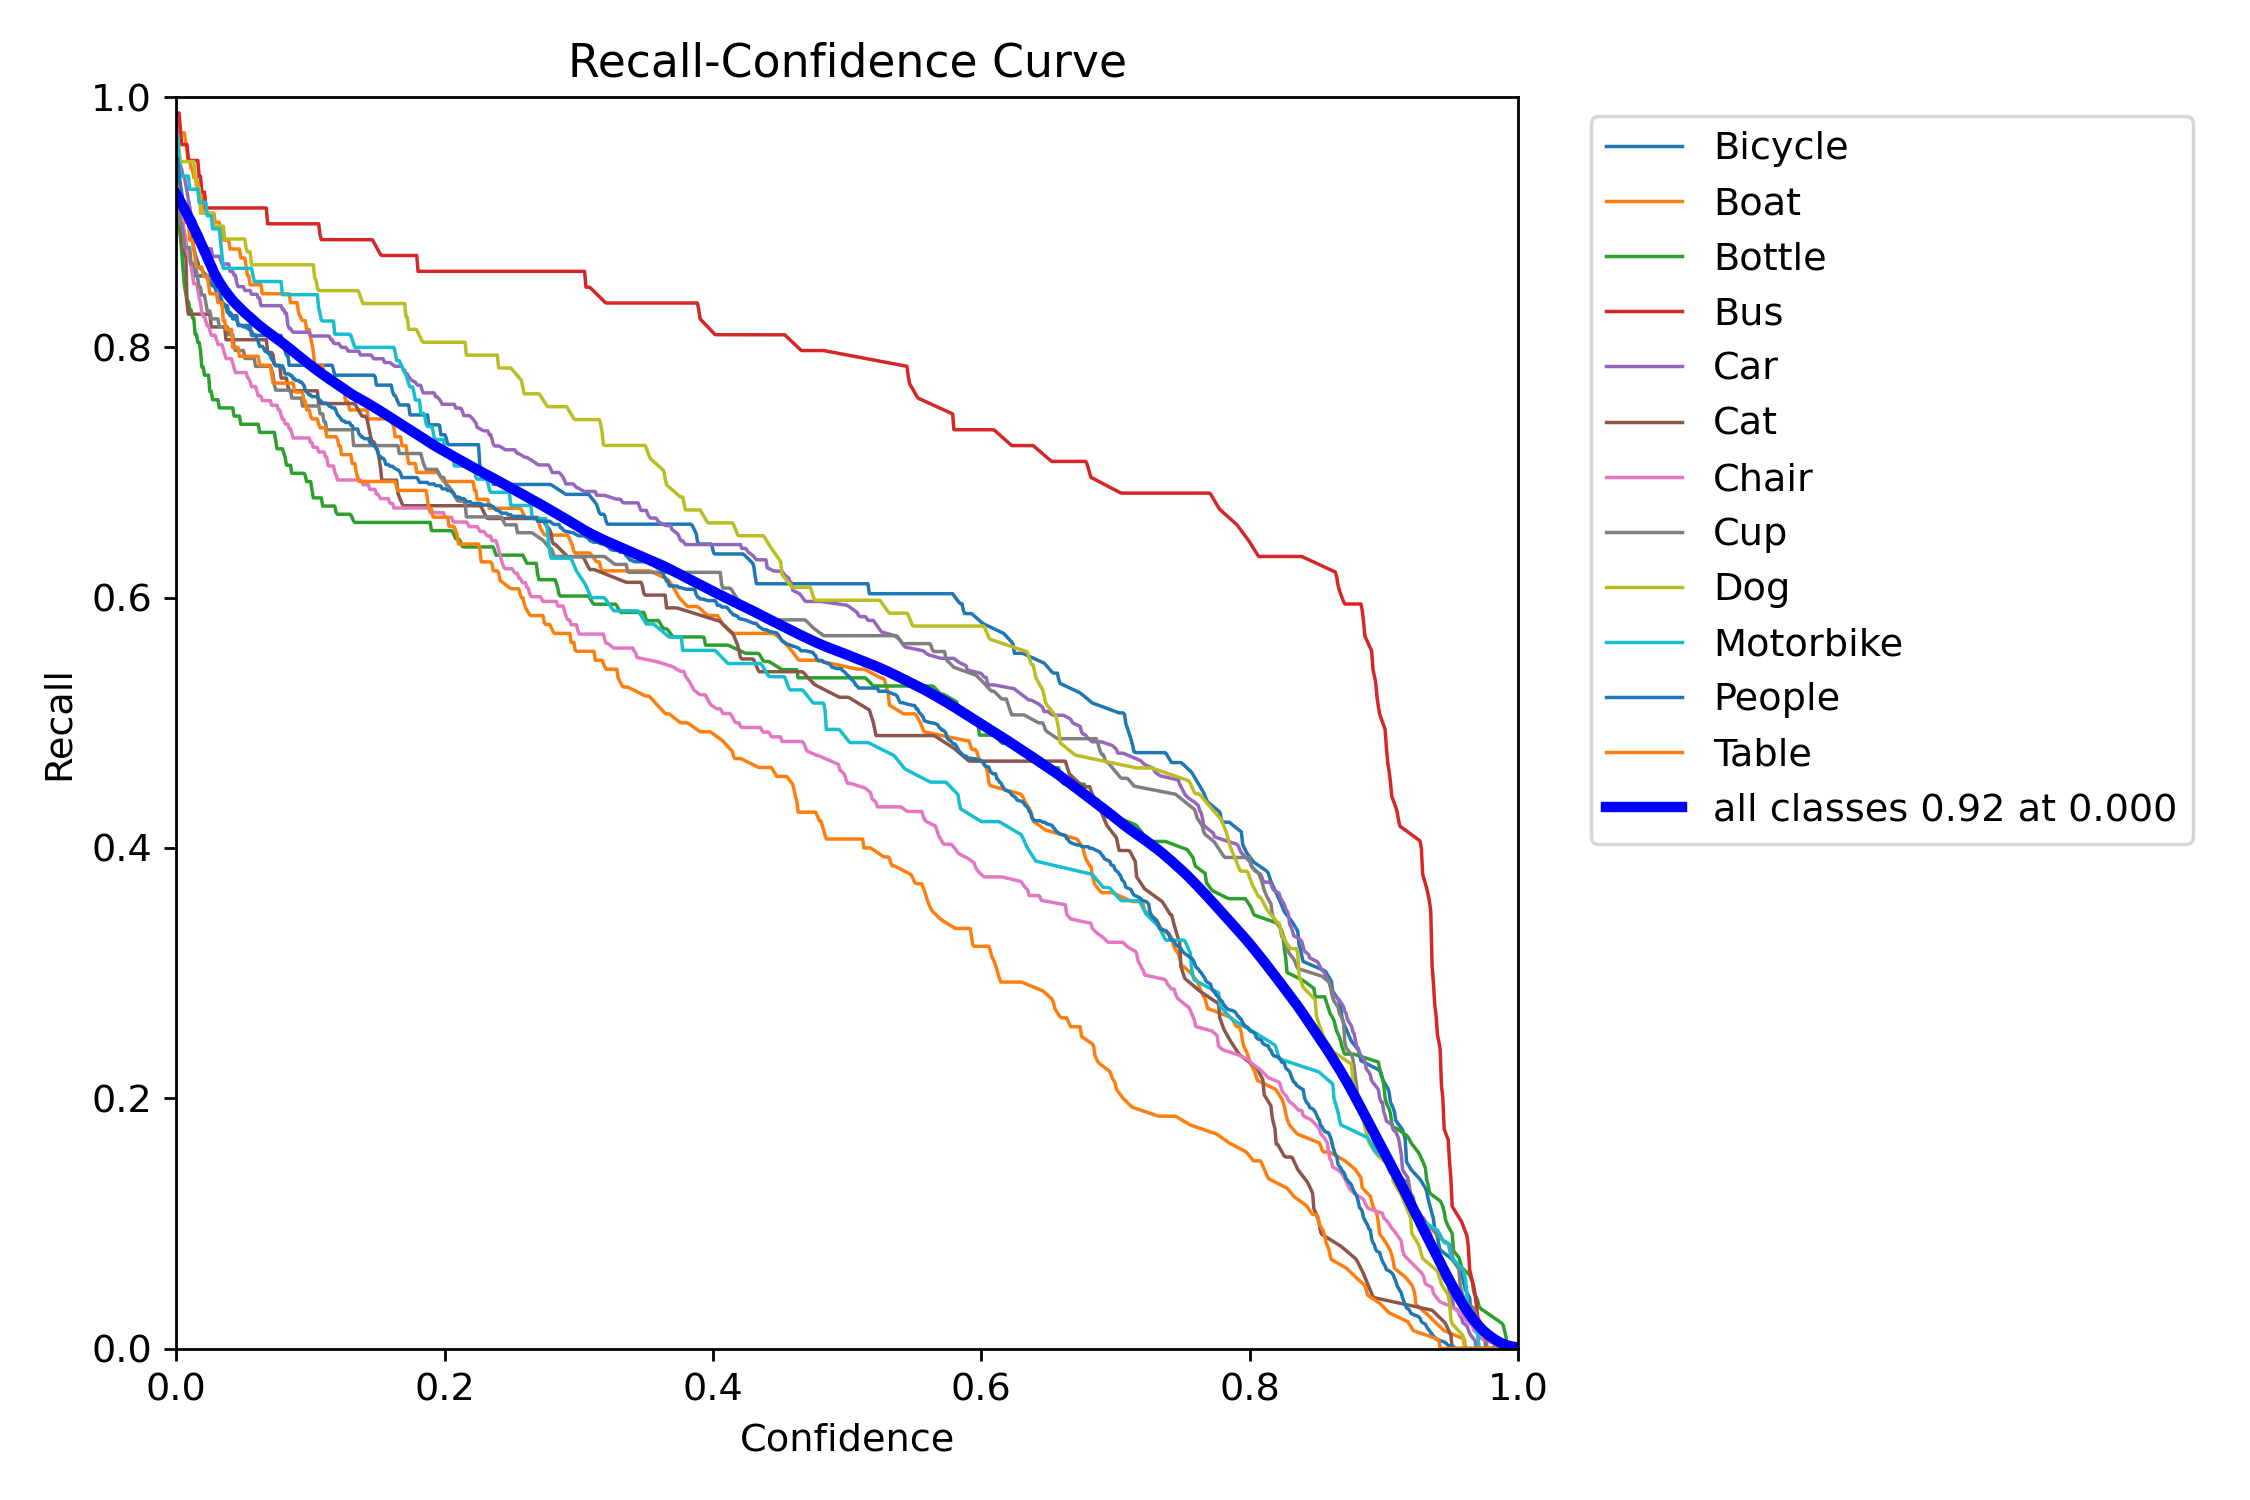 Recall-Confidence Curve
1.0
0.8
0.6
0.4
0.2
0.0
Recall
0.0 0.2 0.4 0.6 0.8 1.0
Confidence
Bicycle
Boat
Bottle
Bus
Car
Cat
Chair
Cup
Dog
Motorbike
People
Table
all classes 0.92 at 0.000